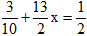 3/10 + 13/2 x = 1/2